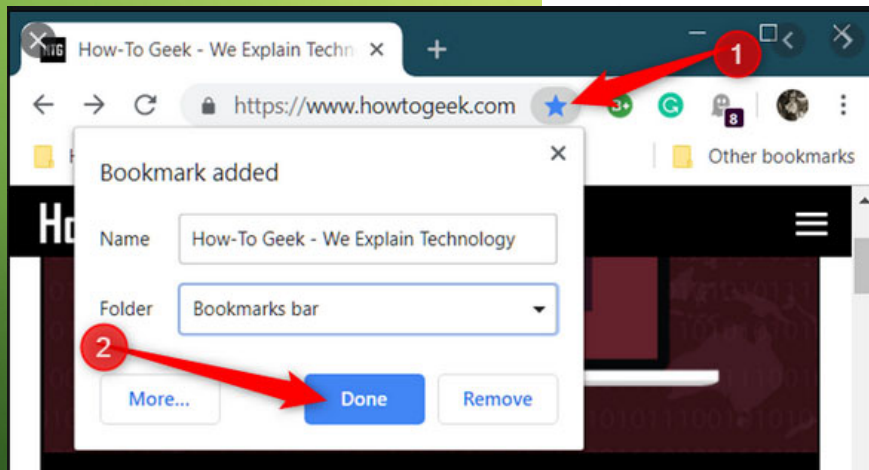 HTG How-To Geek - We Explain Techn
1
https://www.howtogeek.com
3+
G
8
Other bookmarks
Bookmark added
Name How-To Geek - We Explain Technology
Folder Bookmarks bar
2
More... Done Remove